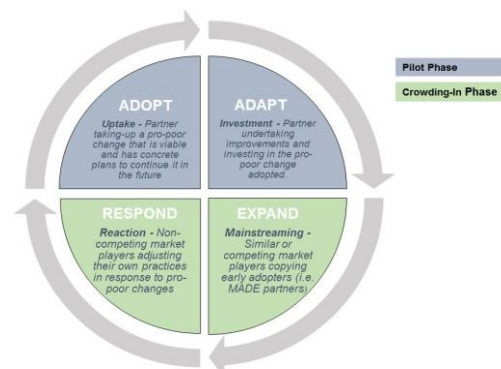 ADOPT
Uptake - Partner
taking-up a pro-poor
change that is viable
and has concrete
plans to continue it in
the future
ADAPT
Investment - Partner
undertaking
improvements and
investing in the pro-
poor change
adopted.
Pilot Phase
Crowding-In Phase
RESPOND
Reaction - Non-
competing market
players adjusting
their own practices
in response to pro-
poor changes
EXPAND
Mainstreaming -
Similar or
competing market
players copying
early adopters (i.e.
MADE partners)